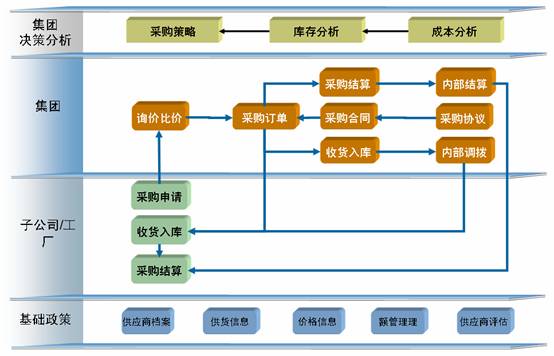 集团
决策分析
采购策略
库存分析
成本分析
集团
采购结算
内部结算
询价比价
采购订单
采购合同
采购协议
收货入库
内部调拨
子公司/工
厂
采购申请
收货入库
采购结算
基础政策
供应商档案
供货信息
价格信息
额管理理
供应商评估